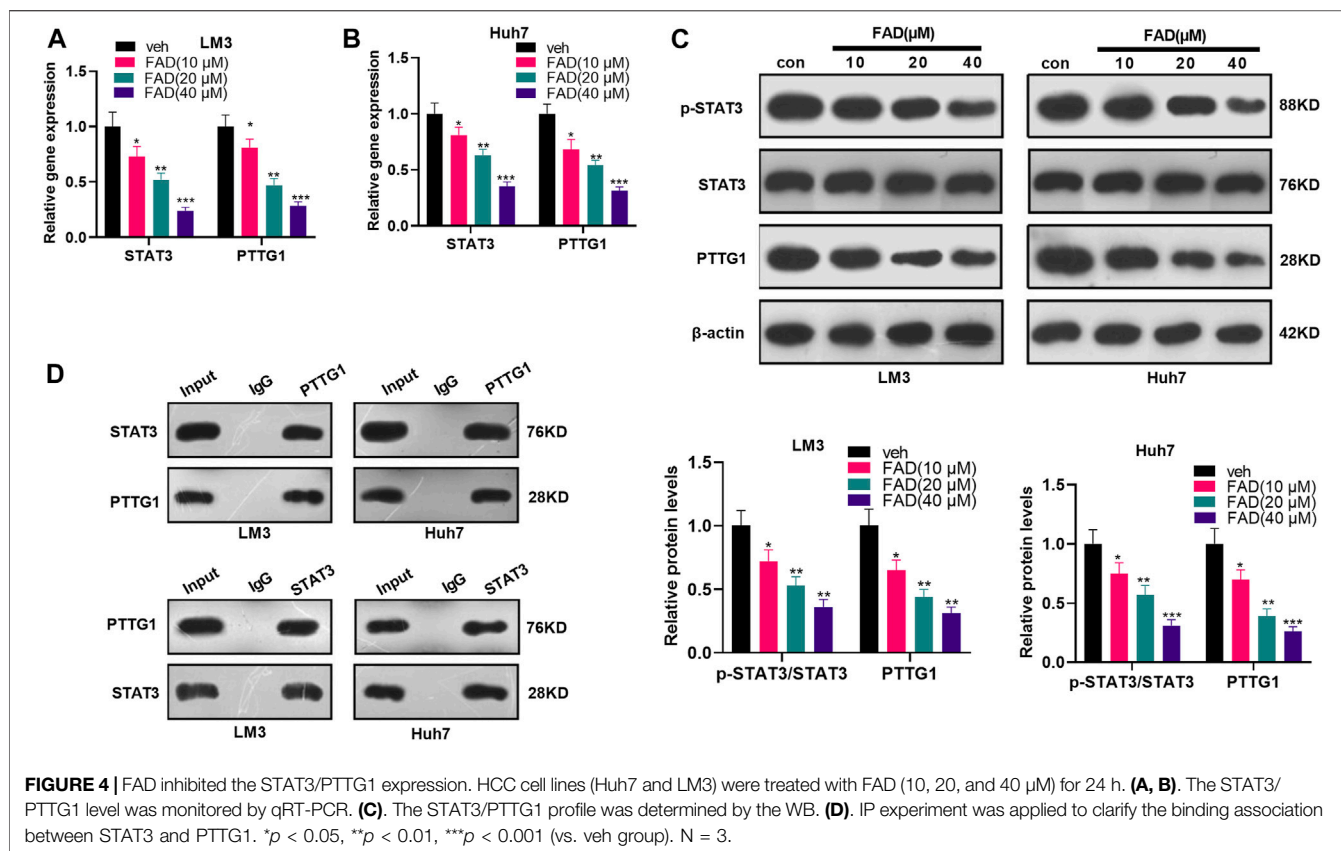 A
LM3
veh
FAD(10 µM)
FAD(20 µM)
FAD(40 µM)
Relative gene expression
1.5
1.0
0.5
0.0
*
**
***
*
**
***
STAT3 PTTG1
B
Huh7
veh
FAD(10 µM)
FAD(20 µM)
FAD(40 µM)
Relative gene expression
1.5
1.0
0.5
0.0
*
**
***
*
**
***
STAT3 PTTG1
C
FAD(µM) FAD(µM)
con 10 20 40 con 10 20 40
p-STAT3 88KD
STAT3 76KD
PTTG1 28KD
β-actin 42KD
LM3 Huh7
D
Input IgG PTTG1 Input IgG PTTG1
STAT3 76KD
PTTG1 28KD
LM3 Huh7
Input IgG STAT3 Input IgG STAT3
PTTG1 76KD
STAT3 28KD
LM3 Huh7
LM3
veh
FAD(10 µM)
FAD(20 µM)
FAD(40 µM)
Relative protein levels
1.5
1.0
0.5
0.0
*
**
**
*
**
**
p-STAT3/STAT3 PTTG1
Huh7
veh
FAD(10 µM)
FAD(20 µM)
FAD(40 µM)
Relative protein levels
1.5
1.0
0.5
0.0
*
**
***
*
**
***
p-STAT3/STAT3 PTTG1
FIGURE 4 | FAD inhibited the STAT3/PTTG1 expression. HCC cell lines (Huh7 and LM3) were treated with FAD (10, 20, and 40 µM) for 24 h. (A, B). The STAT3/
PTTG1 level was monitored by qRT-PCR. (C). The STAT3/PTTG1 profile was determined by the WB. (D). IP experiment was applied to clarify the binding association
between STAT3 and PTTG1. *p < 0.05, **p < 0.01, ***p < 0.001 (vs. veh group). N = 3.